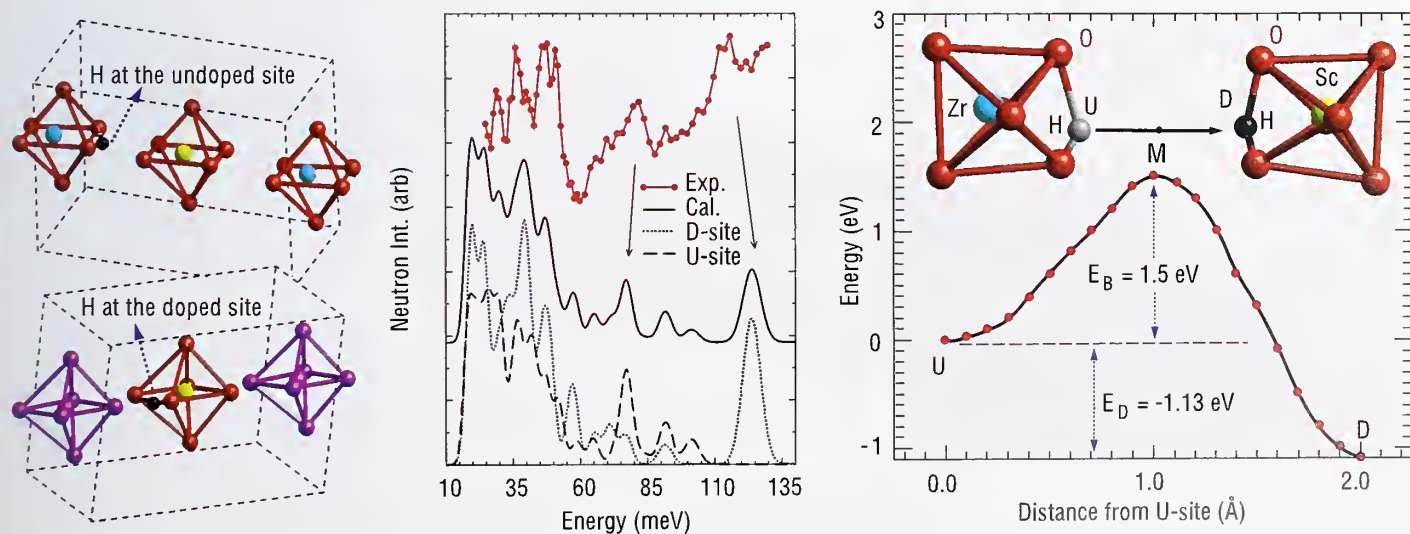 H at the undoped site
H at the doped site
Neutron Int. (arb)
Exp.
Cal.
D-site
U-site
10 35 60 85 110 135
Energy (meV)
Energy (eV)
3
2
1
0
-1
O
Zr
H
U
O
Sc
D
H
M
E_B = 1.5 eV
U
E_D = -1.13 eV
D
0.0 1.0 2.0
Distance from U-site (Å)